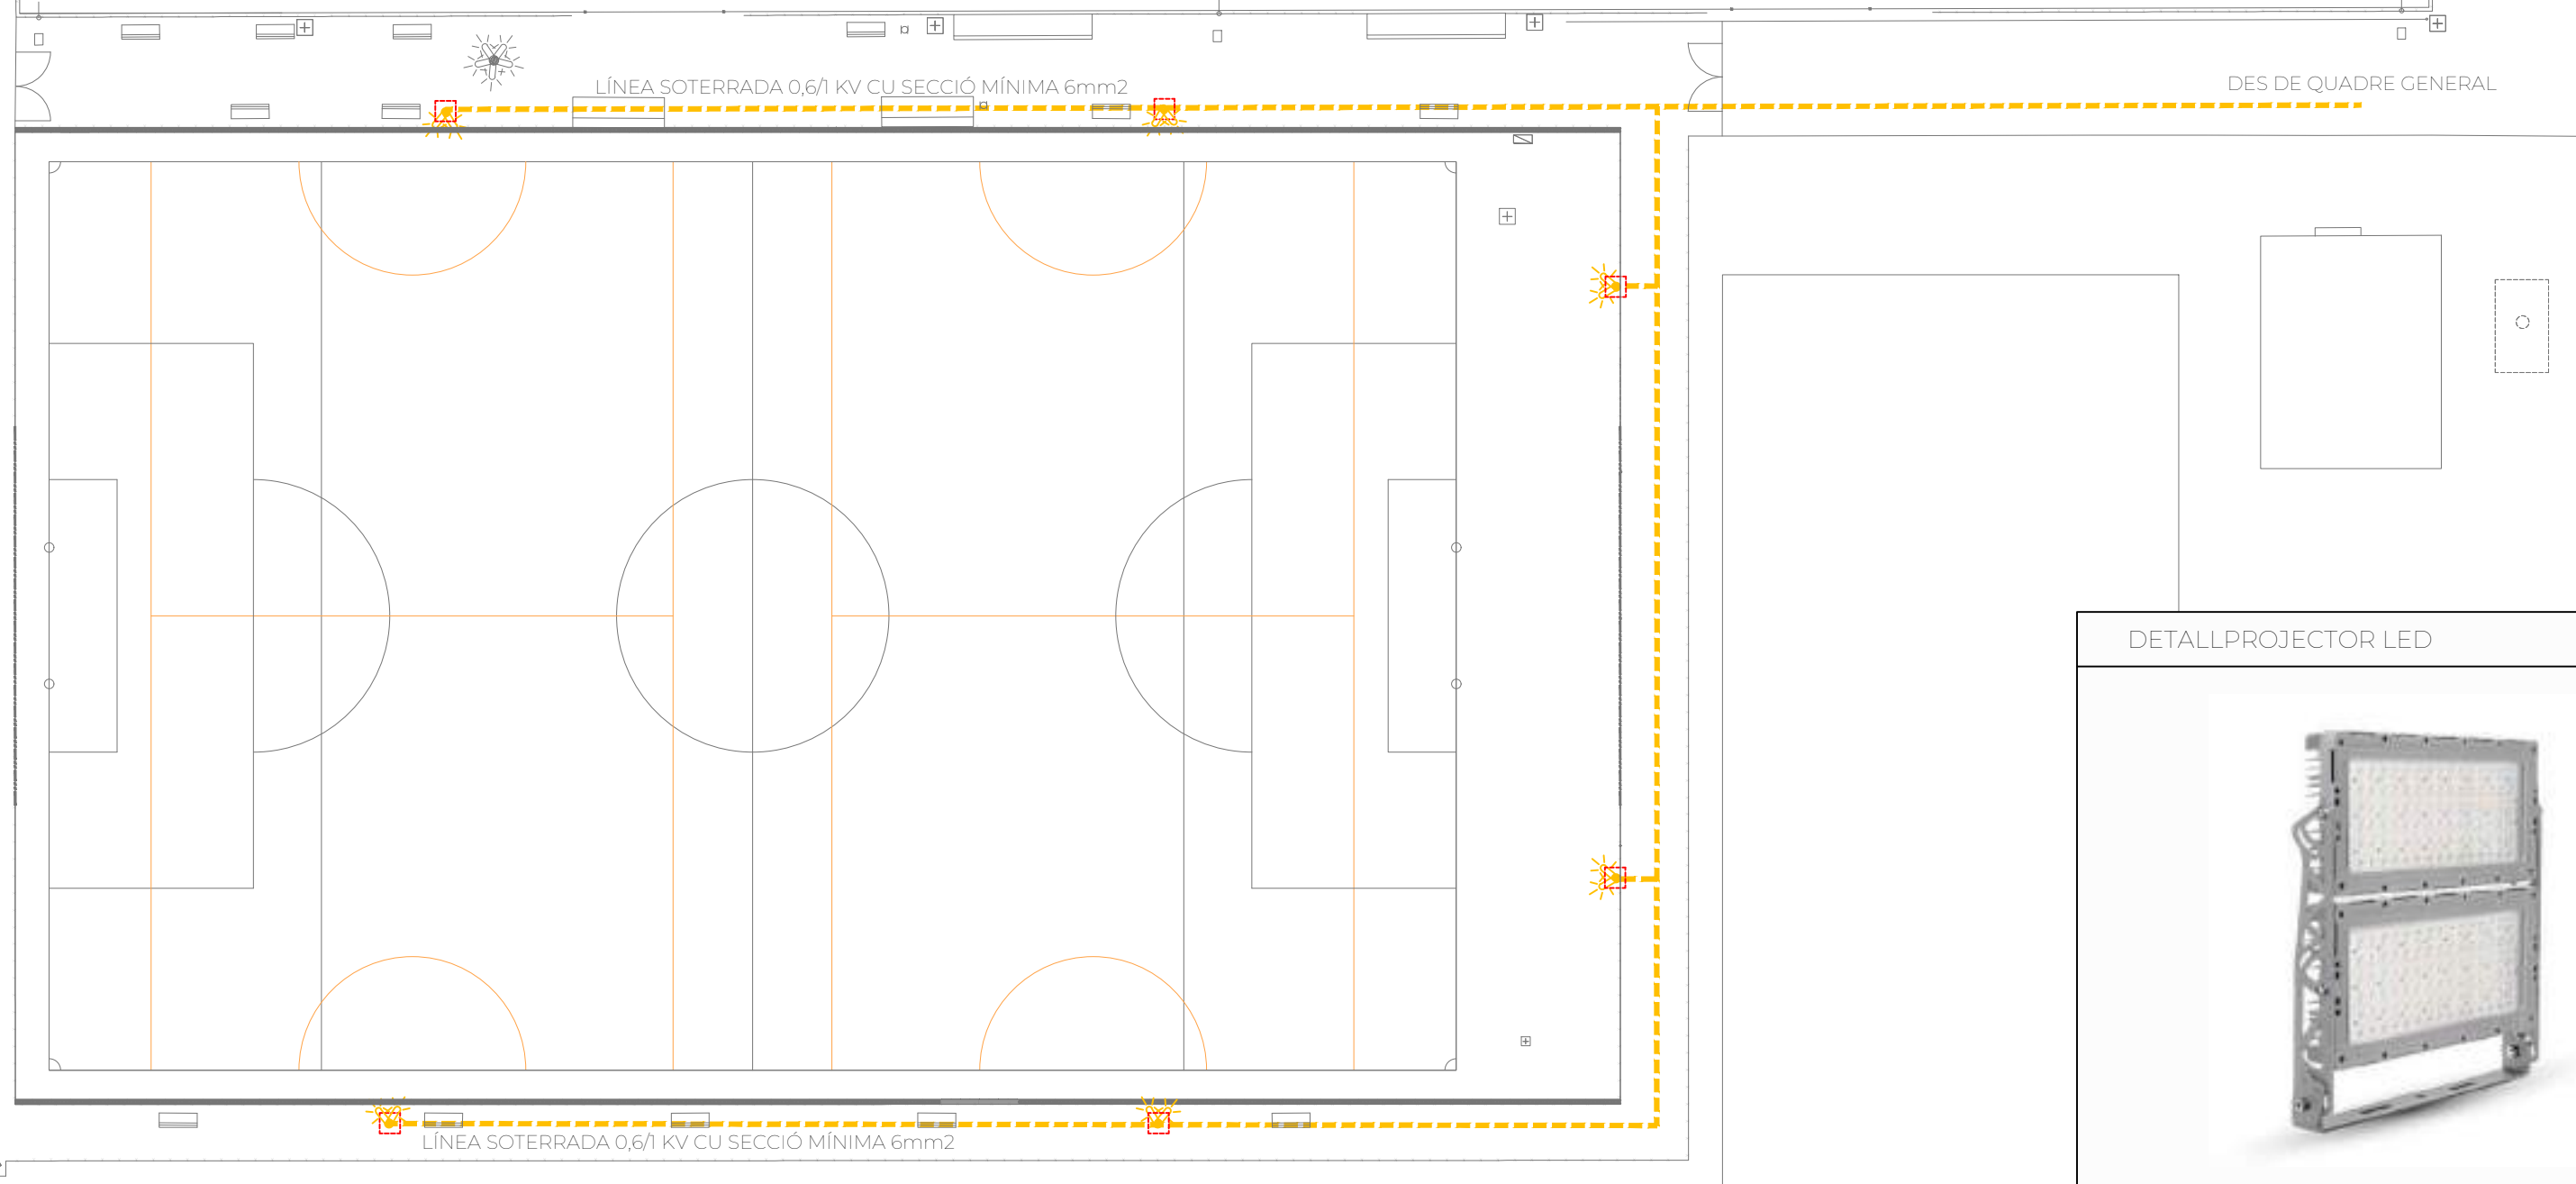 LÍNEA SOTERRADA 0,6/1 KV CU SECCIÓ MÍNIMA 6mm2
DES DE QUADRE GENERAL
DETALLPROJECTOR LED
LÍNEA SOTERRADA 0,6/1 KV CU SECCIÓ MÍNIMA 6mm2